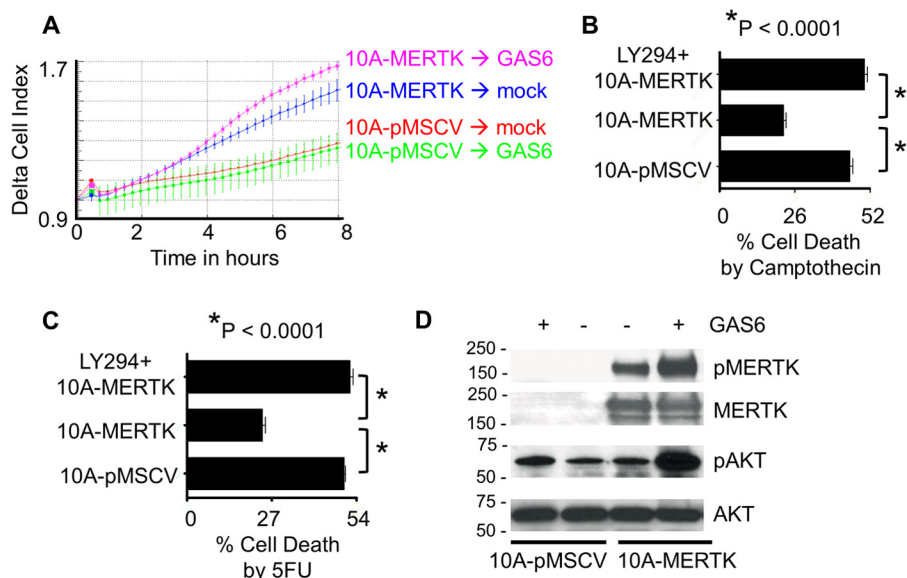 A
Delta Cell Index
1.7
0.9
0
2
4
6
8
Time in hours
10A-MERTK → GAS6
10A-MERTK → mock
10A-pMSCV → mock
10A-pMSCV → GAS6
B
*P < 0.0001
LY294+
10A-MERTK
10A-MERTK
10A-pMSCV
*
*
0
26
52
% Cell Death
by Camptothecin
C
*P < 0.0001
LY294+
10A-MERTK
10A-MERTK
10A-pMSCV
*
*
0
27
54
% Cell Death
by 5FU
D
+ - - + GAS6
250 -
150 -
pMERTK
250 -
150 -
MERTK
75 -
50 -
pAKT
75 -
50 -
AKT
10A-pMSCV 10A-MERTK